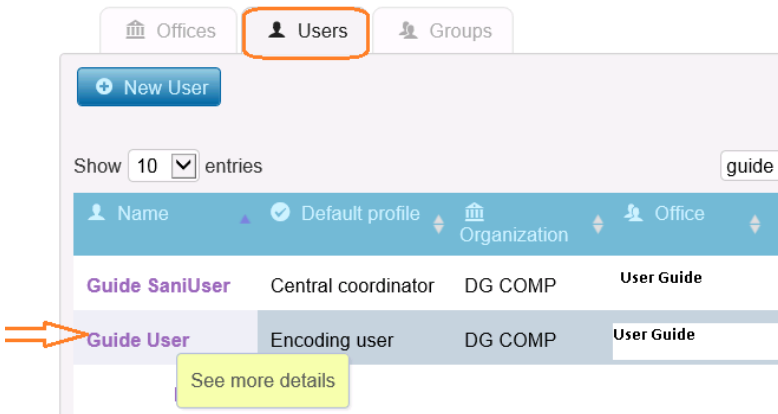 Offices Users Groups
New User
Show 10 entries guide
Name Default profile Organization Office
Guide SaniUser Central coordinator DG COMP User Guide
Guide User Encoding user DG COMP User Guide
See more details